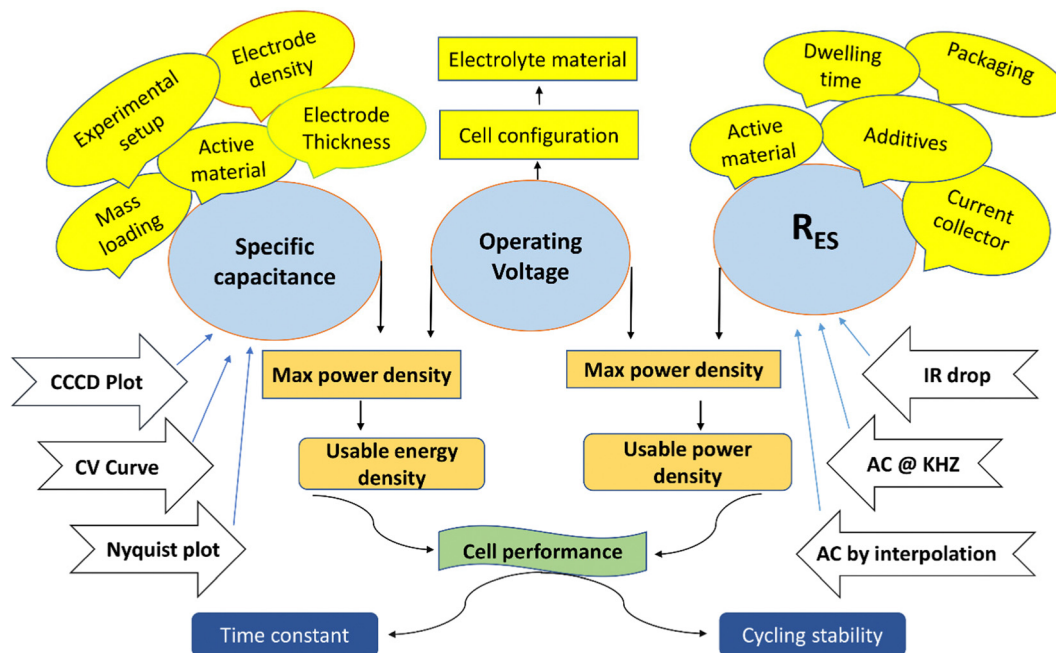 Electrode
density
Experimental
setup
Electrode
Thickness
Active
material
Mass
loading
Electrolyte material
Cell configuration
Dwelling
time
Packaging
Active
material
Additives
Current
collector
Specific
capacitance
Operating
Voltage
R_ES
CCCD Plot
CV Curve
Nyquist plot
Max power density
Max power density
Usable energy
density
Usable power
density
IR drop
AC @ KHZ
AC by interpolation
Cell performance
Time constant
Cycling stability